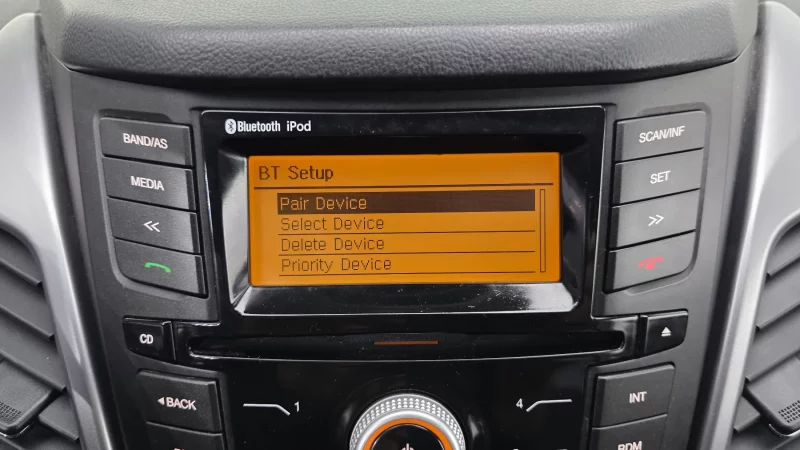 Bluetooth iPod
BAND/AS
SCAN/INF
BT Setup
MEDIA
SET
Pair Device
Select Device
Delete Device
Priority Device
CD
BACK
1
4
INT
RDM